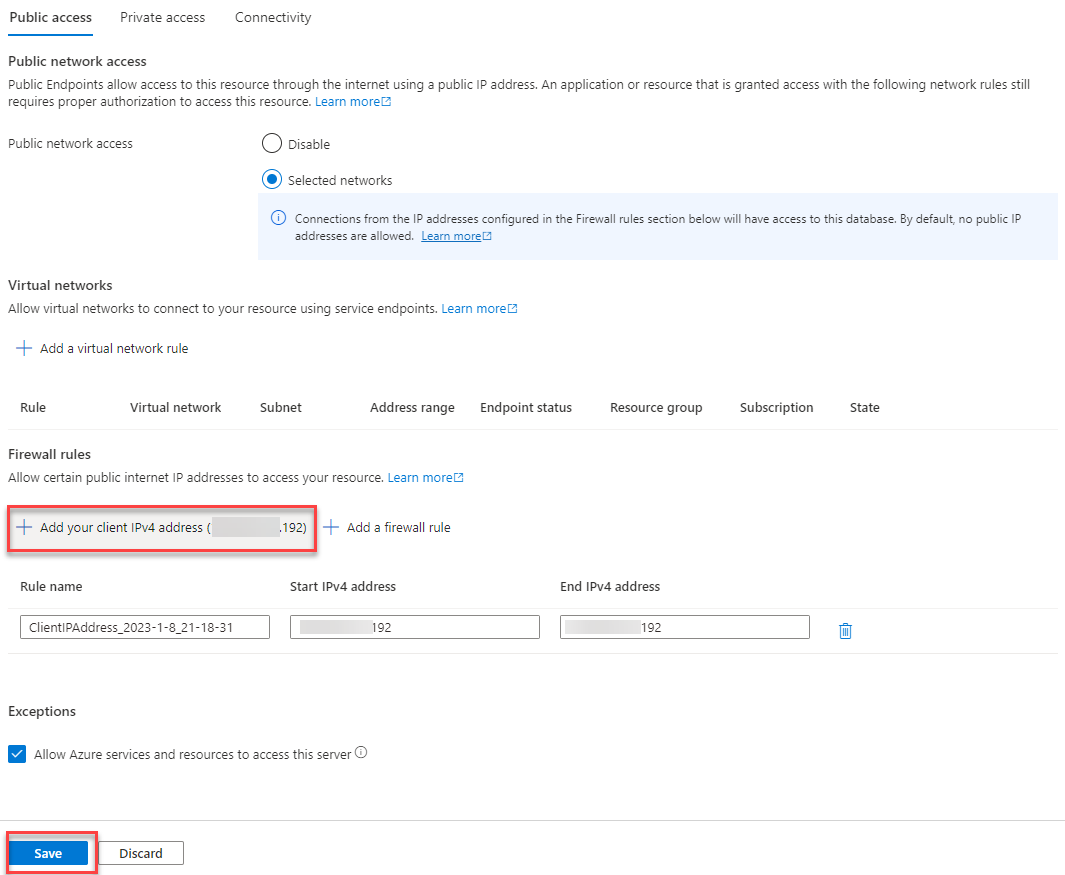 Public access Private access Connectivity
Public network access
Public Endpoints allow access to this resource through the internet using a public IP address. An application or resource that is granted access with the following network rules still
requires proper authorization to access this resource. Learn more
Public network access
Disable
Selected networks
Connections from the IP addresses configured in the Firewall rules section below will have access to this database. By default, no public IP
addresses are allowed. Learn more
Virtual networks
Allow virtual networks to connect to your resource using service endpoints. Learn more
+ Add a virtual network rule
Rule Virtual network Subnet Address range Endpoint status Resource group Subscription State
Firewall rules
Allow certain public internet IP addresses to access your resource. Learn more
+ Add your client IPv4 address ( .192) + Add a firewall rule
Rule name Start IPv4 address End IPv4 address
ClientIPAddress_2023-1-8_21-18-31 192 192
Exceptions
Allow Azure services and resources to access this server
Save Discard